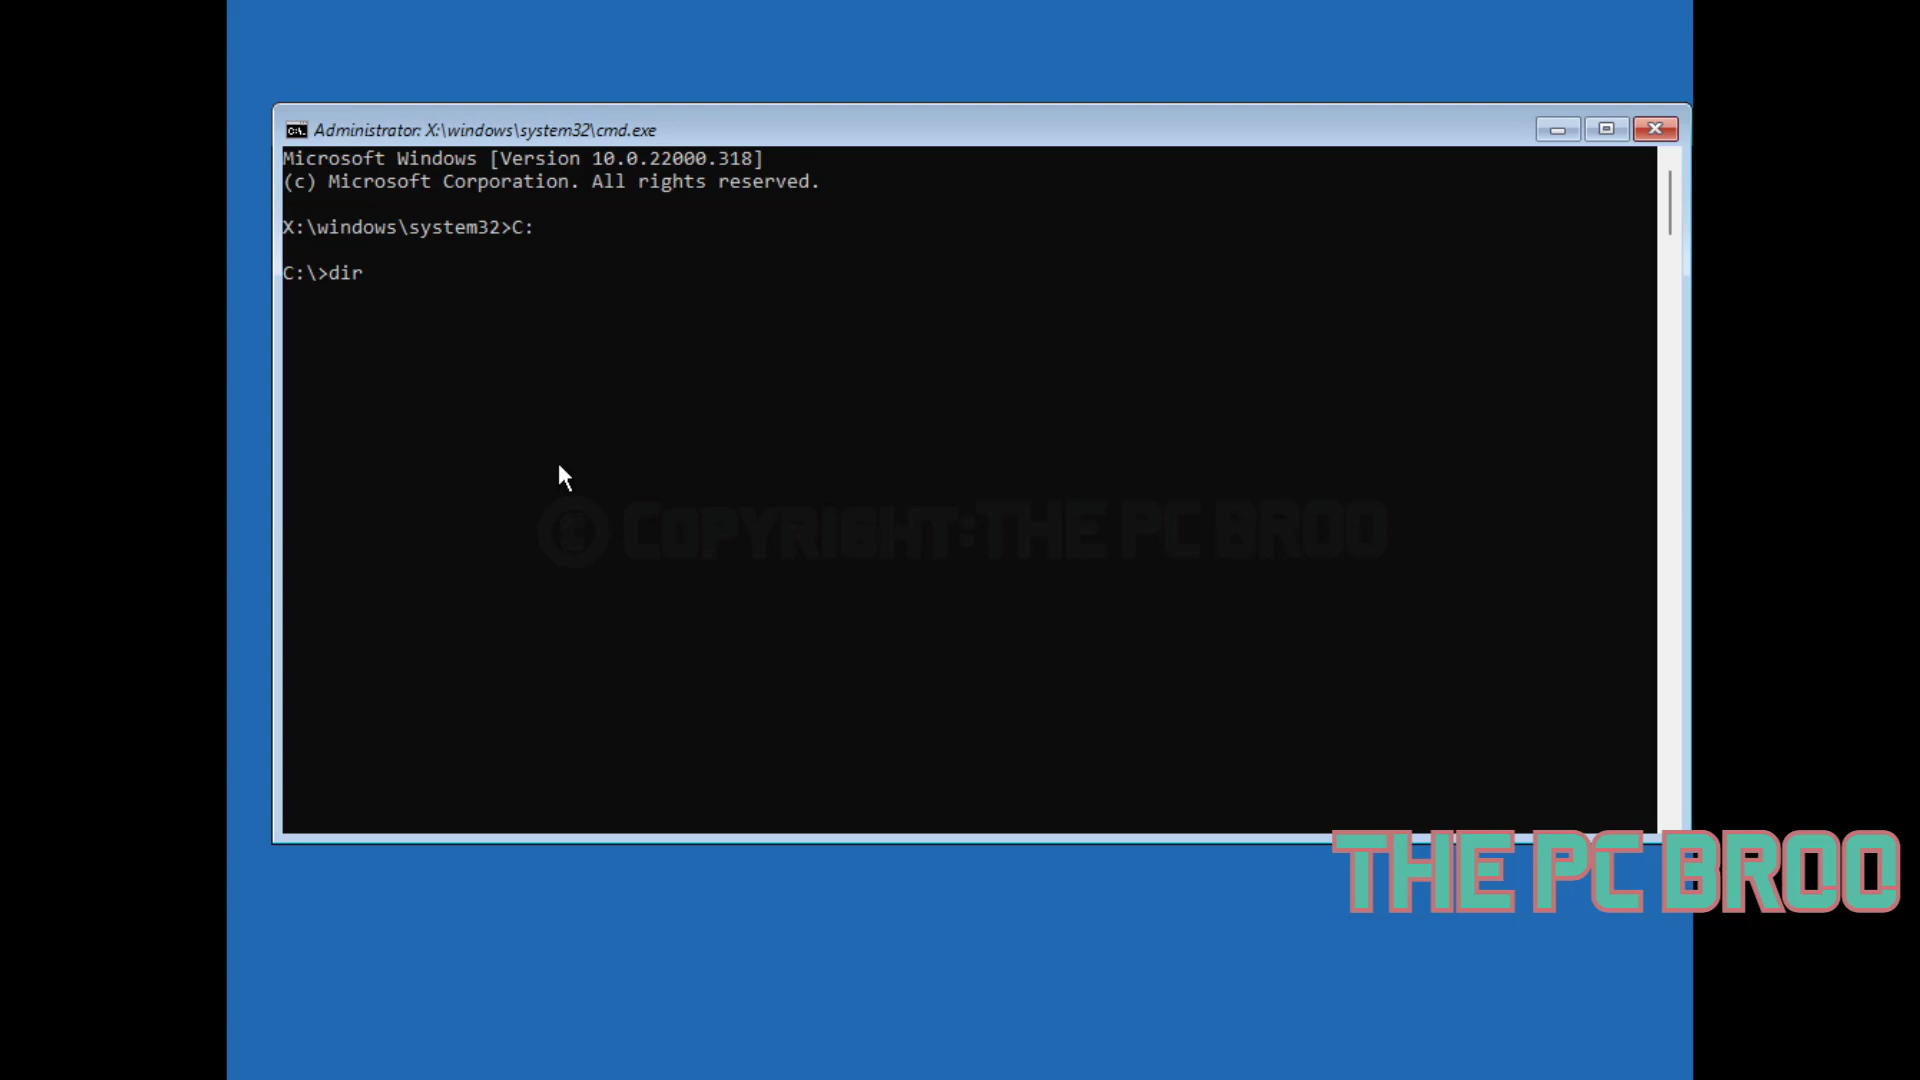 Administrator: X:\windows\system32\cmd.exe
Microsoft Windows [Version 10.0.22000.318]
(c) Microsoft Corporation. All rights reserved.
X:\windows\system32>C:
C:\>dir
© COPYRIGHT:THE PC BROO
THE PC BROO